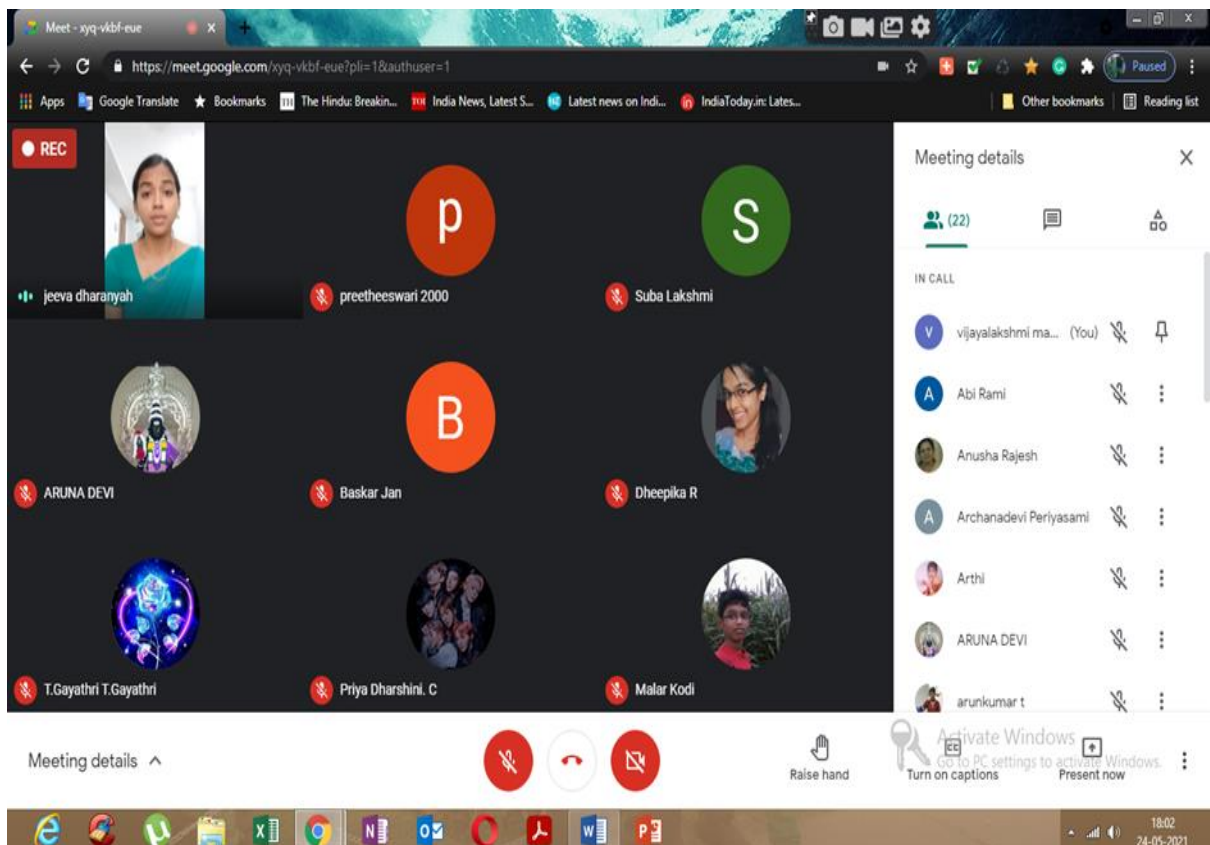 Meet - xyq-vkbf-eue
https://meet.google.com/xyq-vkbf-eue?pli=1&authuser=1
Paused
Apps Google Translate Bookmarks The Hindu: Breakin... India News, Latest S... Latest news on Indi... IndiaToday.in: Lates... Other bookmarks Reading list
REC
jeeva dharanyah
p
preetheeswari 2000
S
Suba Lakshmi
ARUNA DEVI
B
Baskar Jan
Dheepika R
T.Gayathri T.Gayathri
Priya Dharshini. C
Malar Kodi
Meeting details
(22)
IN CALL
V vijayalakshmi ma... (You)
A Abi Rami
Anusha Rajesh
A Archanadevi Periyasami
Arthi
ARUNA DEVI
arunkumar t
Meeting details
Raise hand
CC
Turn on captions
Present now
Activate Windows
Go to PC settings to activate Windows.
18:02
24-05-2021